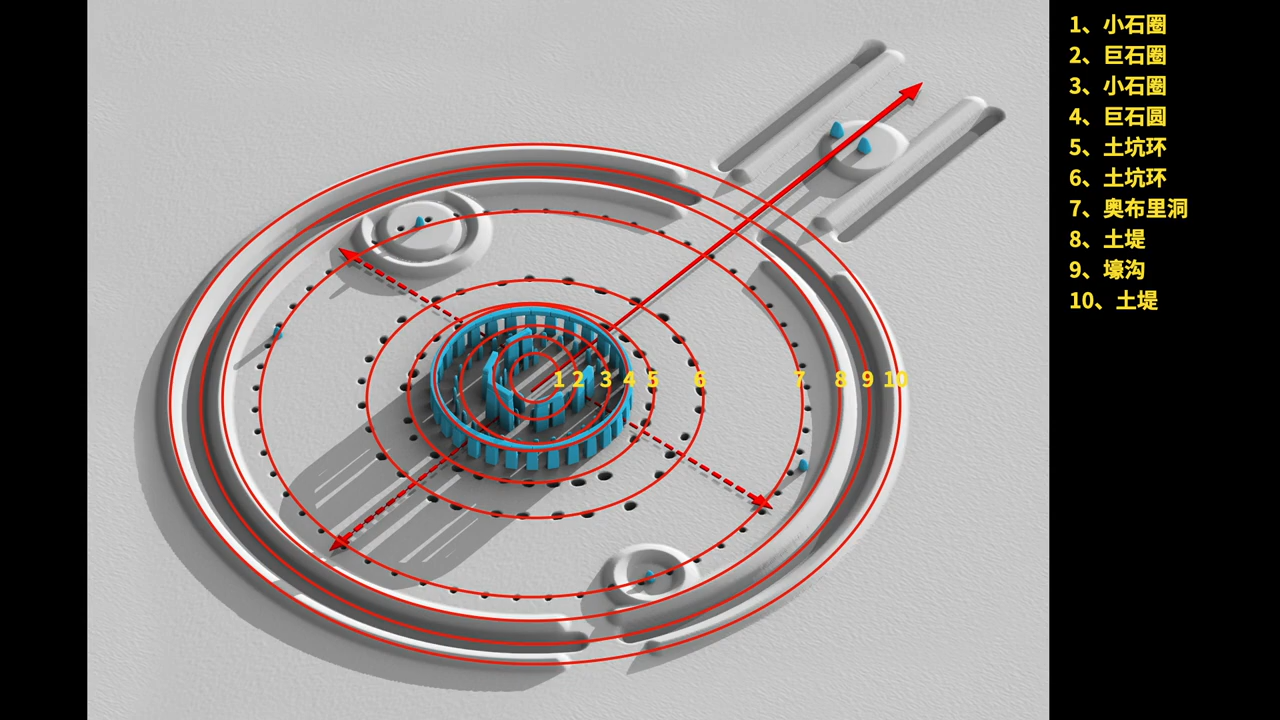 1、小石圈
2、巨石圈
3、小石圈
4、巨石圆
5、土坑环
6、土坑环
7、奥布里洞
8、土堤
9、壕沟
10、土堤
1 2 3 4 5 6 7 8 9 10